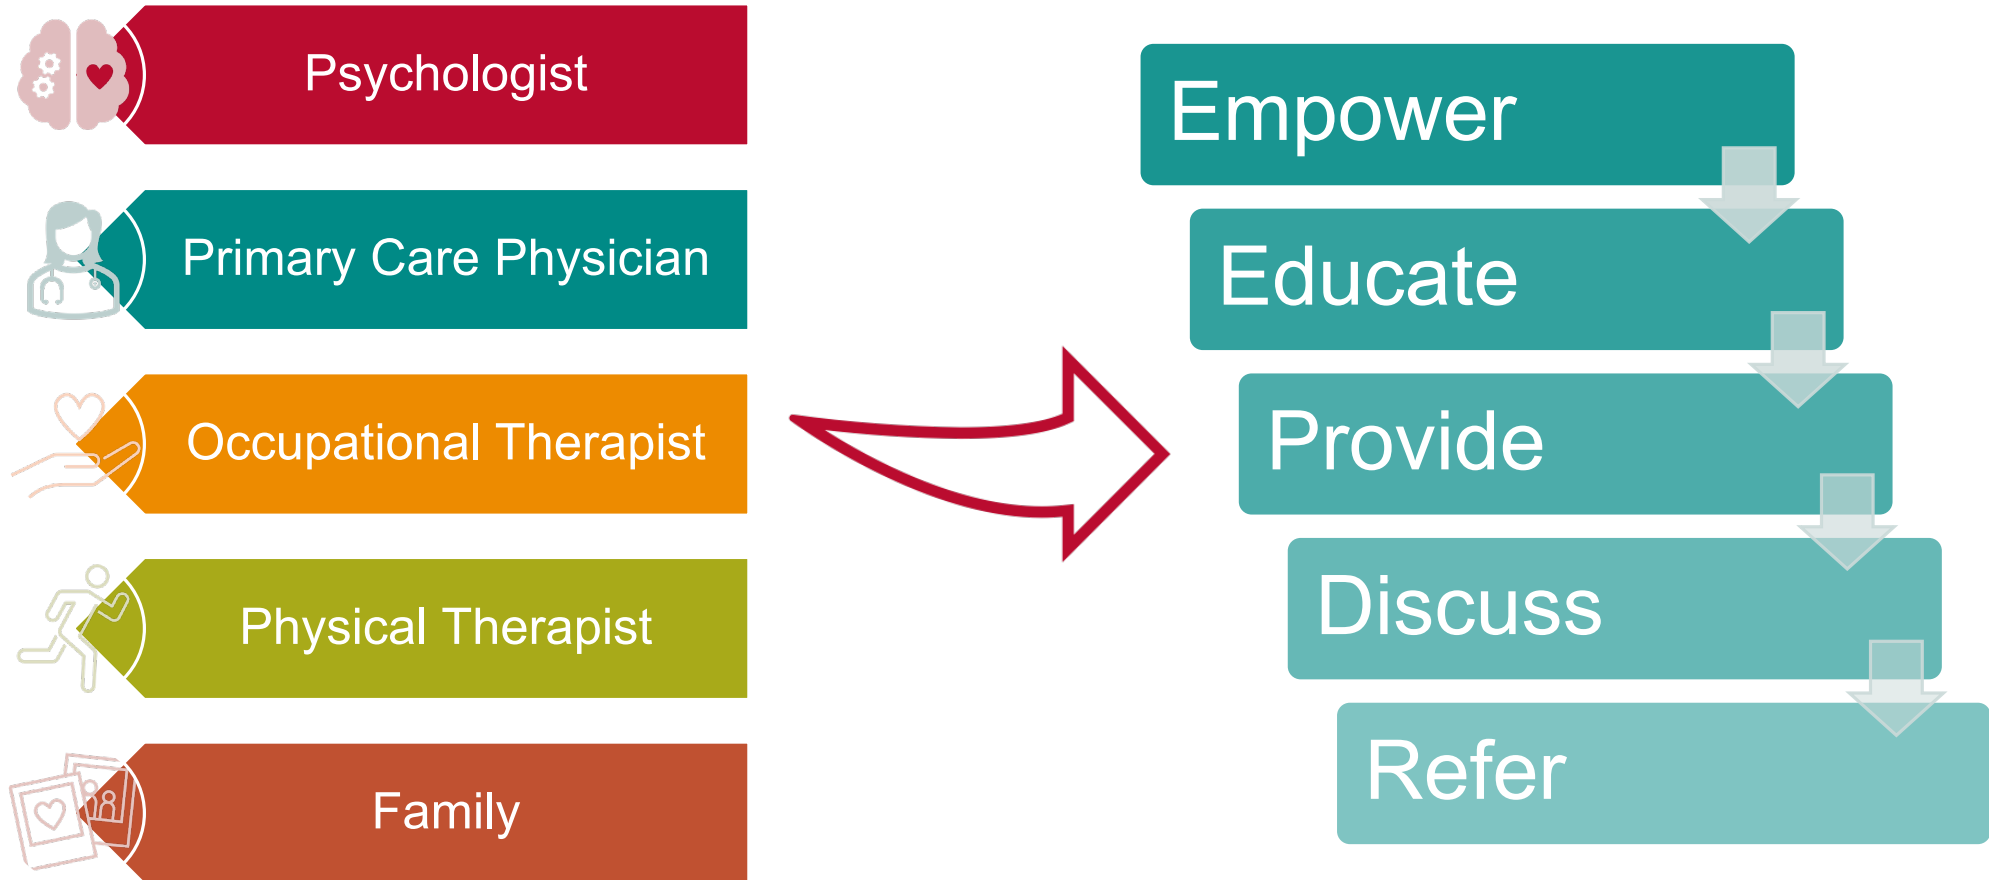 Psychologist
Primary Care Physician
Occupational Therapist
Physical Therapist
Family
Empower
Educate
Provide
Discuss
Refer